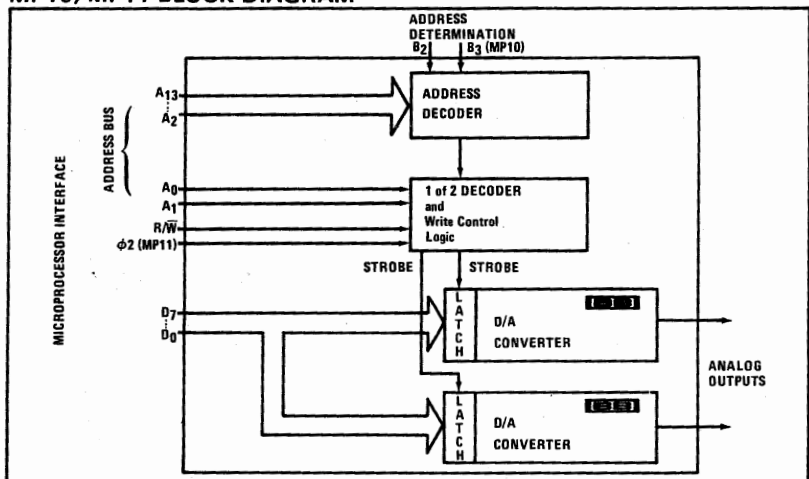 ADDRESS
DETERMINATION
B2 B3 (MP10)
A13
A2
ADDRESS
DECODER
ADDRESS BUS
MICROPROCESSOR INTERFACE
A0
A1
R/W̅
ϕ2 (MP11)
1 of 2 DECODER
and
Write Control
Logic
STROBE STROBE
D7
D0
LATCH
D/A
CONVERTER
ANALOG
OUTPUTS
LATCH
D/A
CONVERTER